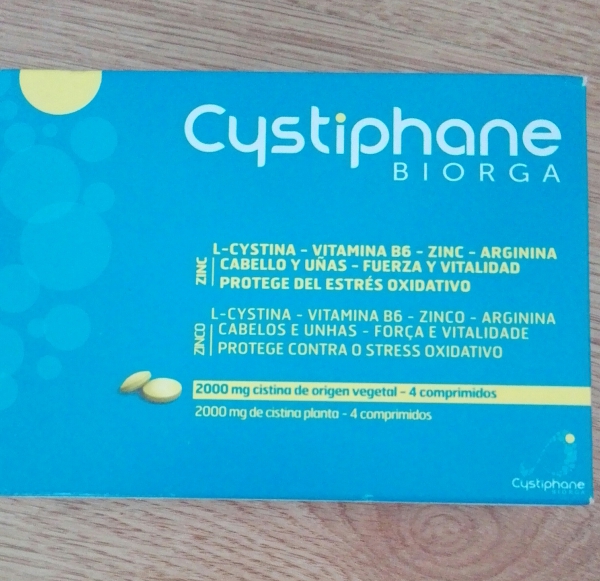 Cystiphane
BIORGA
L-CYSTINA - VITAMINA B6 - ZINC - ARGININA
ZINC
CABELLO Y UÑAS - FUERZA Y VITALIDAD
PROTEGE DEL ESTRÉS OXIDATIVO
L-CYSTINA - VITAMINA B6 - ZINCO - ARGININA
ZINCO
CABELOS E UNHAS - FORÇA E VITALIDADE
PROTEGE CONTRA O STRESS OXIDATIVO
2000 mg cistina de origen vegetal - 4 comprimidos
2000 mg de cistina planta - 4 comprimidos
Cystiphane
BIORGA